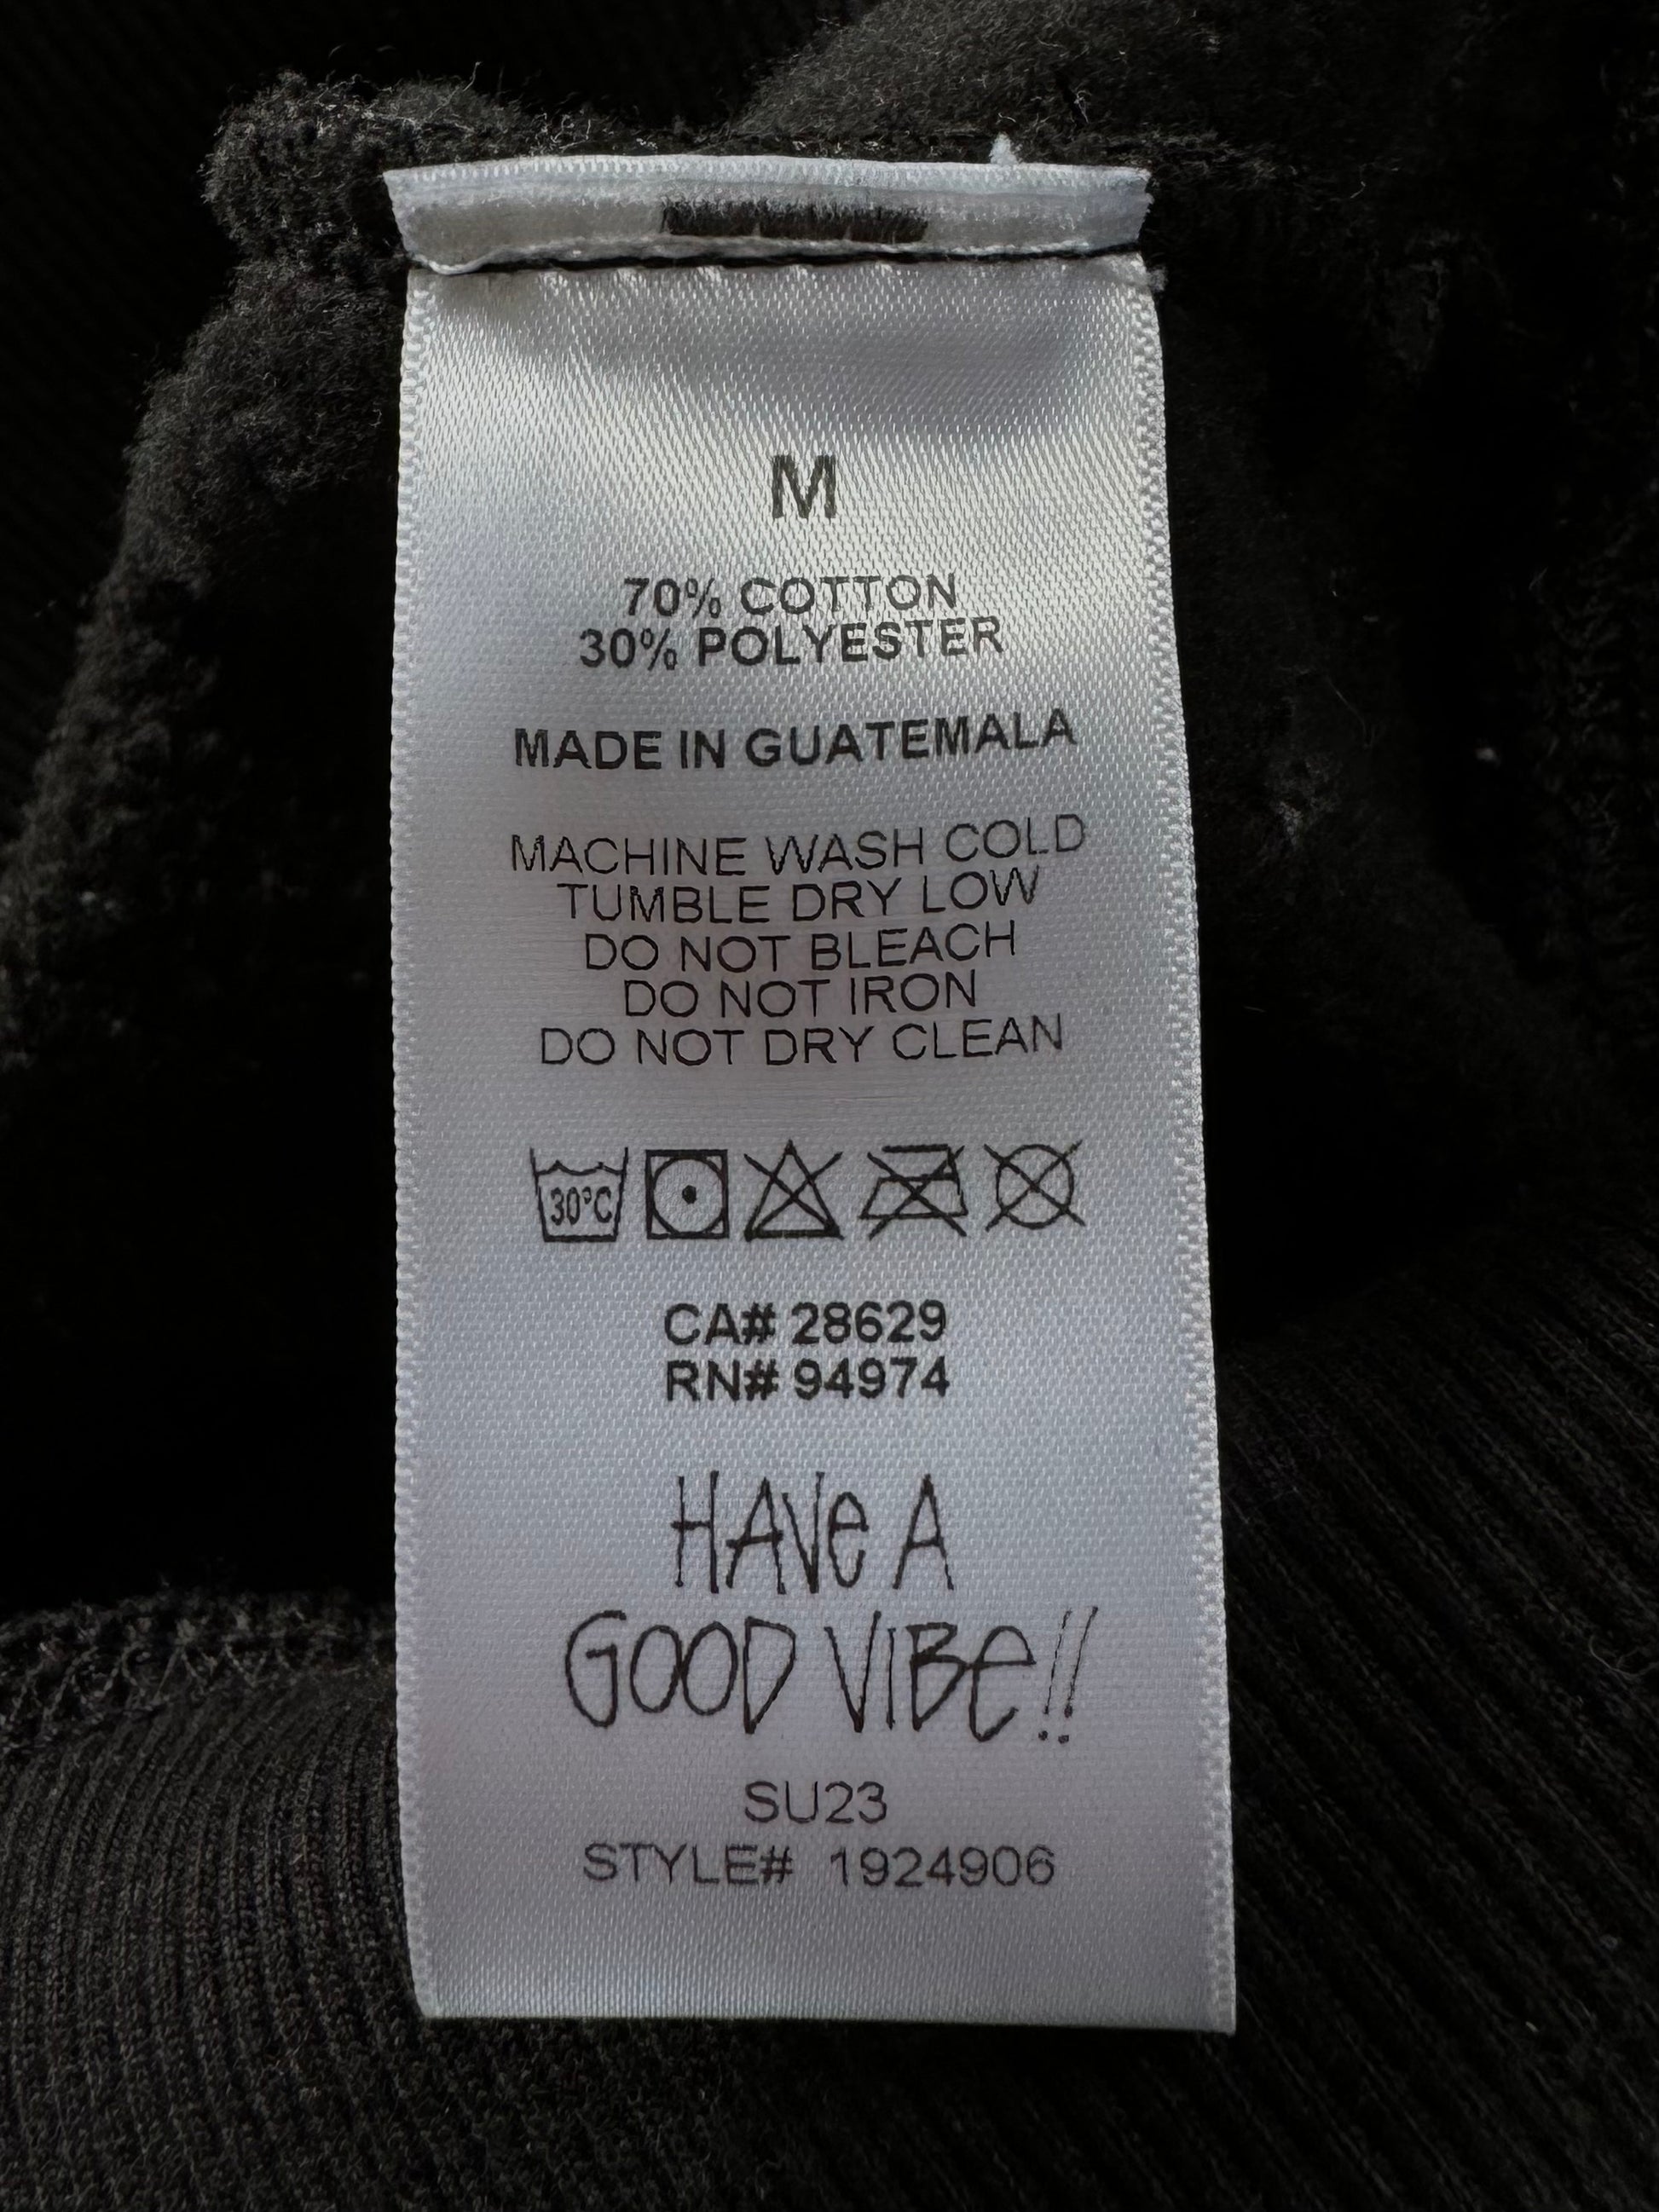 M
70% COTTON
30% POLYESTER
MADE IN GUATEMALA
MACHINE WASH COLD
TUMBLE DRY LOW
DO NOT BLEACH
DO NOT IRON
DO NOT DRY CLEAN
30°C
CA# 28629
RN# 94974
HAVe A
GOOD VIBe!!
SU23
STYLE# 1924906